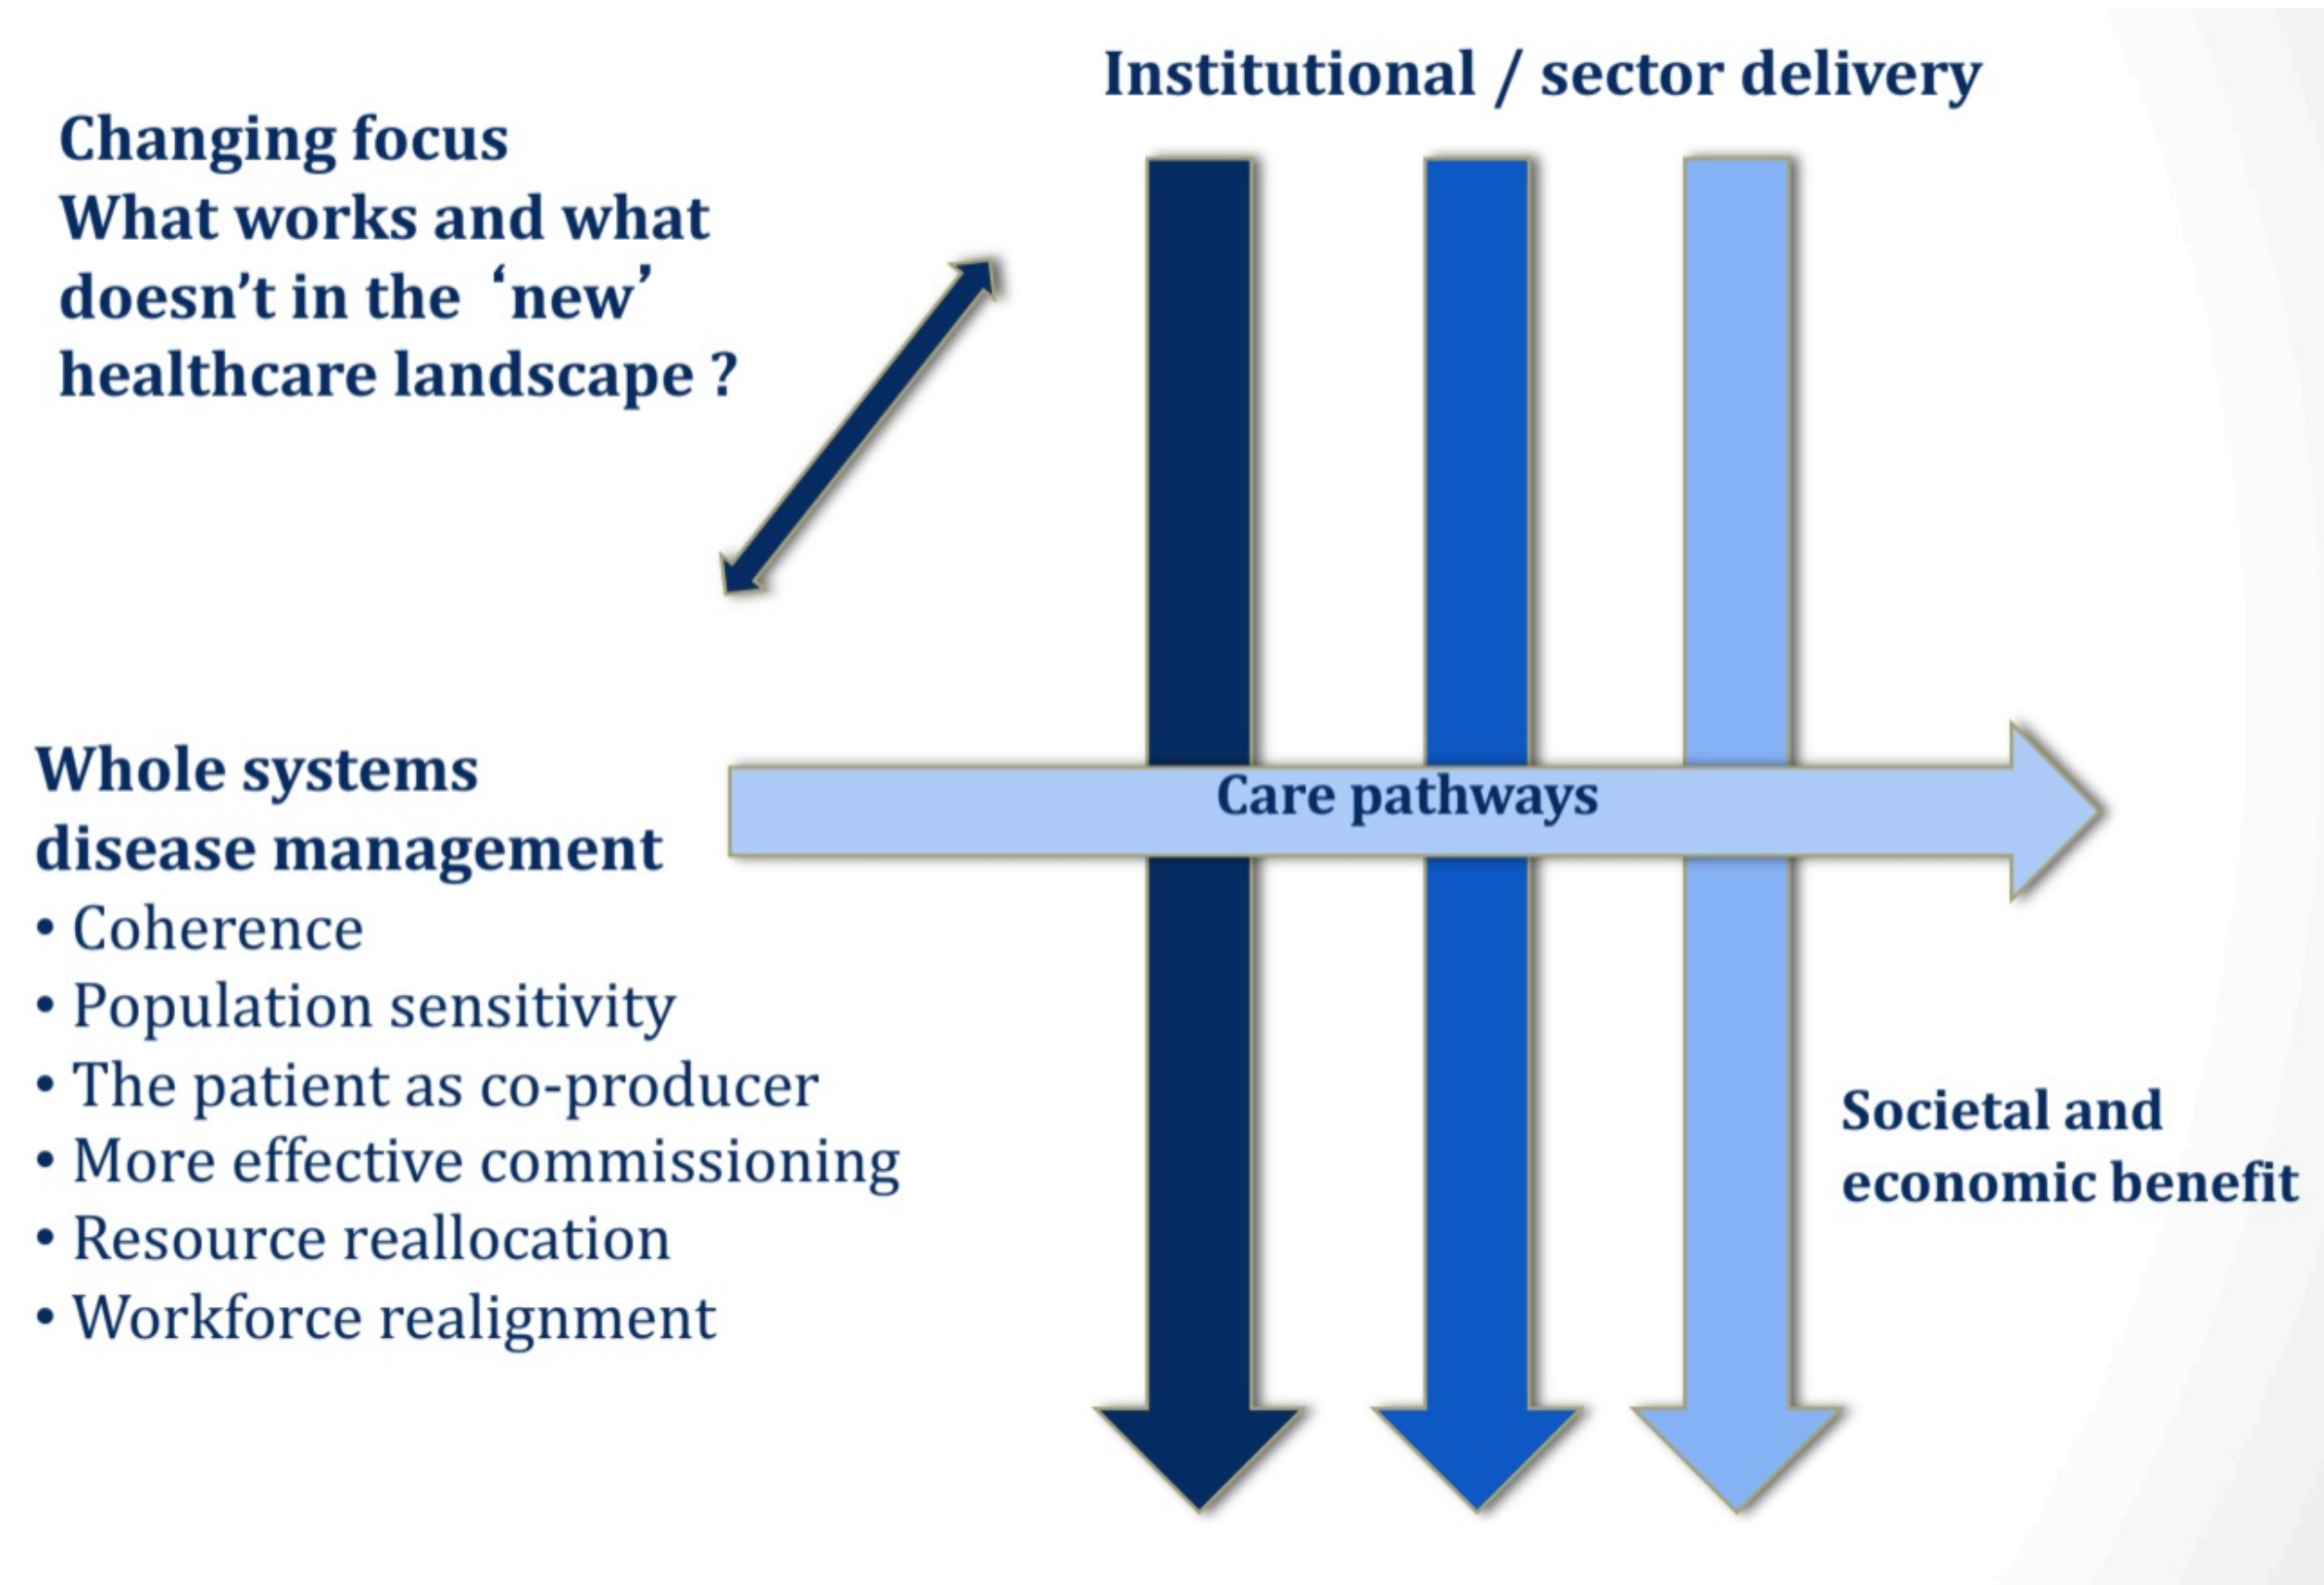 Institutional / sector delivery
Changing focus
What works and what
doesn’t in the ‘new’
healthcare landscape ?
Care pathways
Whole systems
disease management
• Coherence
• Population sensitivity
• The patient as co-producer
• More effective commissioning
• Resource reallocation
• Workforce realignment
Societal and
economic benefit